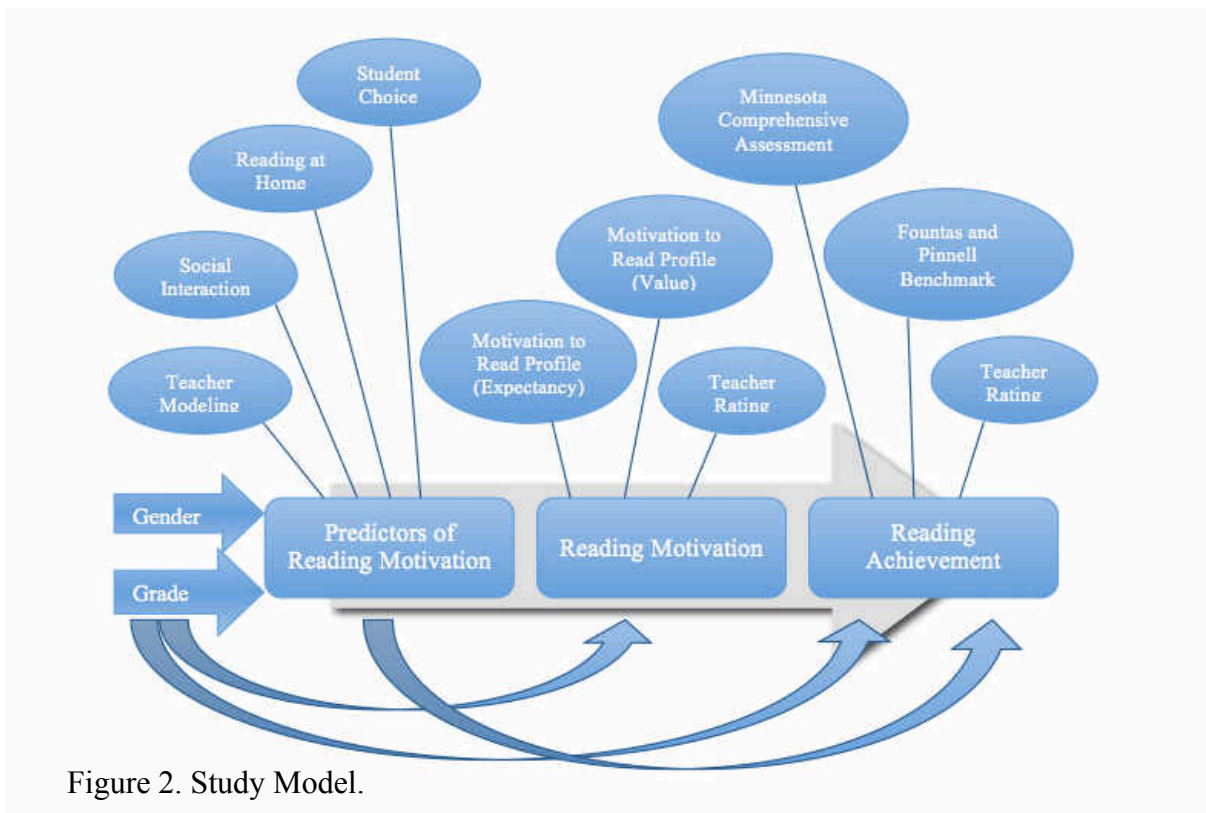 Student
Choice
Minnesota
Comprehensive
Assessment
Reading at
Home
Motivation to
Read Profile
(Value)
Fountas and
Pinnell
Benchmark
Social
Interaction
Motivation to
Read Profile
(Expectancy)
Teacher
Modeling
Teacher
Rating
Teacher
Rating
Gender
Grade
Predictors of
Reading Motivation
Reading Motivation
Reading
Achievement
Figure 2. Study Model.